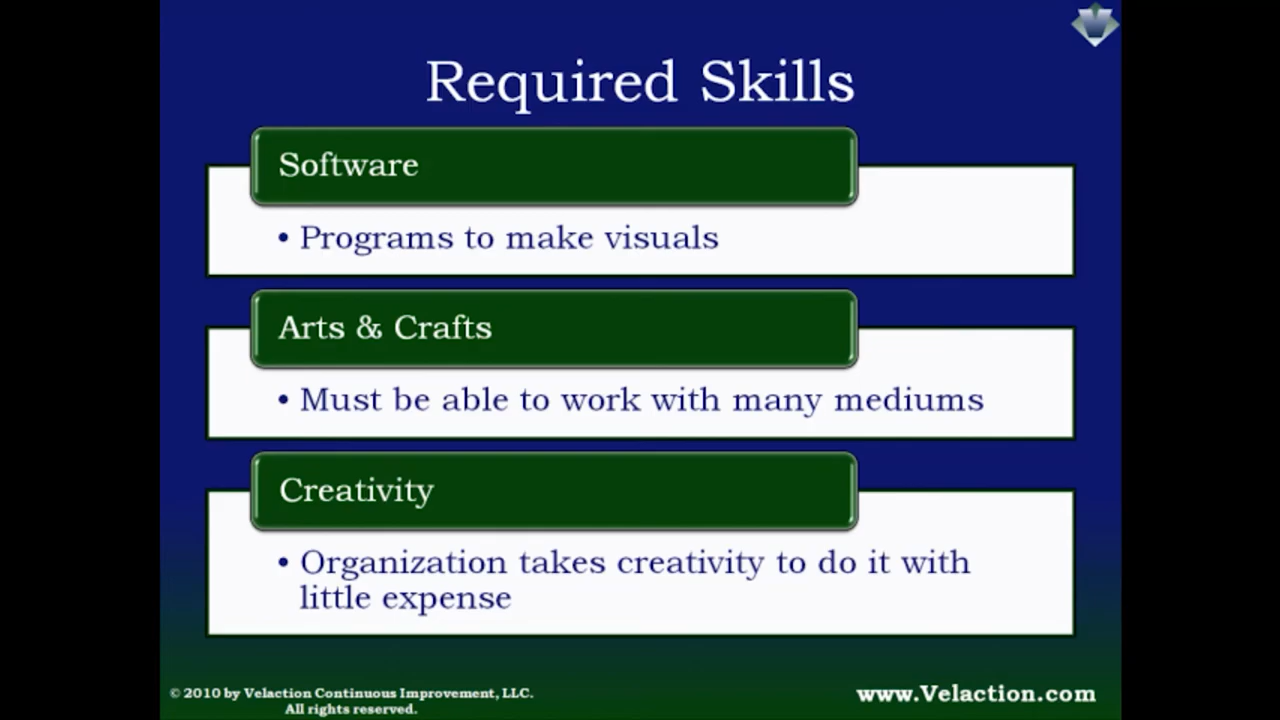 Required Skills
Software
• Programs to make visuals
Arts & Crafts
• Must be able to work with many mediums
Creativity
• Organization takes creativity to do it with
little expense
© 2010 by Velaction Continuous Improvement, LLC.
All rights reserved.
www.Velaction.com